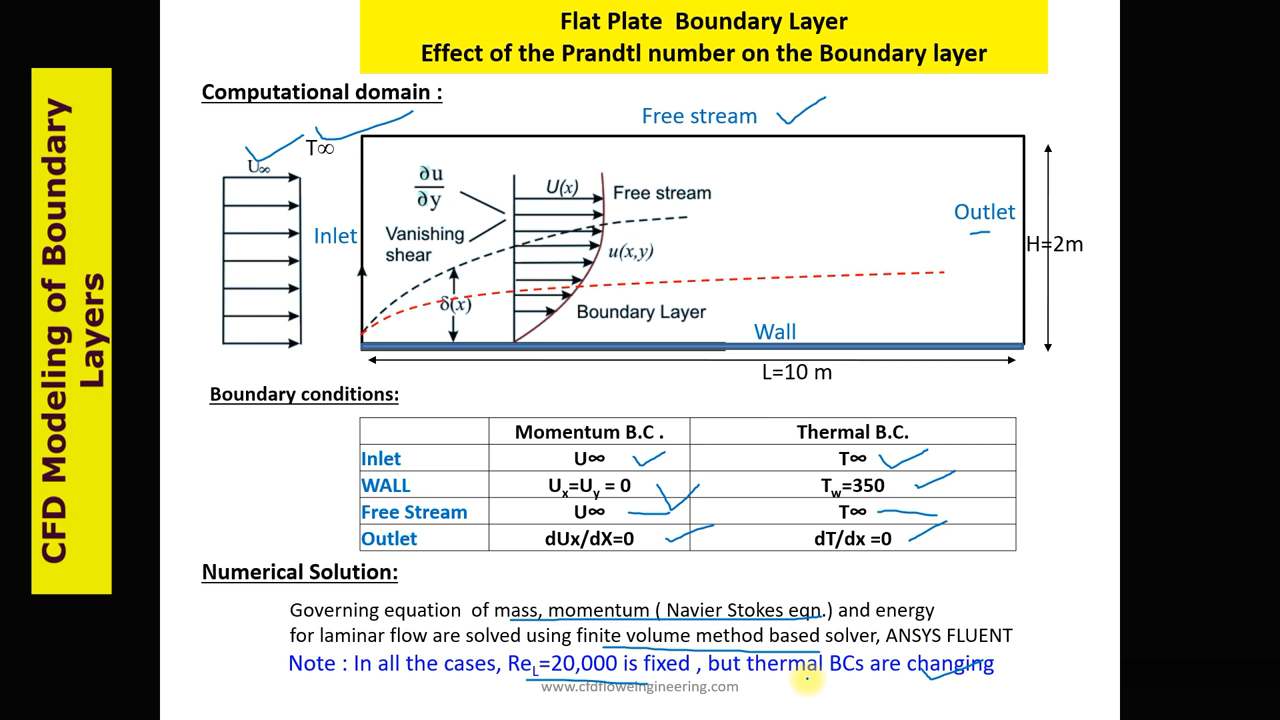 Flat Plate Boundary Layer
Effect of the Prandtl number on the Boundary layer
CFD Modeling of Boundary
Layers
Computational domain :
Free stream
T∞
U∞
∂u
∂y
U(x)
Free stream
Outlet
Inlet
Vanishing
shear
u(x,y)
H=2m
δ(x)
Boundary Layer
Wall
L=10 m
Boundary conditions:
Momentum B.C . Thermal B.C.
Inlet U∞ T∞
WALL Ux=Uy = 0 Tw=350
Free Stream U∞ T∞
Outlet dUx/dX=0 dT/dx =0
Numerical Solution:
Governing equation of mass, momentum ( Navier Stokes eqn.) and energy
for laminar flow are solved using finite volume method based solver, ANSYS FLUENT
Note : In all the cases, ReL=20,000 is fixed , but thermal BCs are changing
www.cfdfloweingineering.com